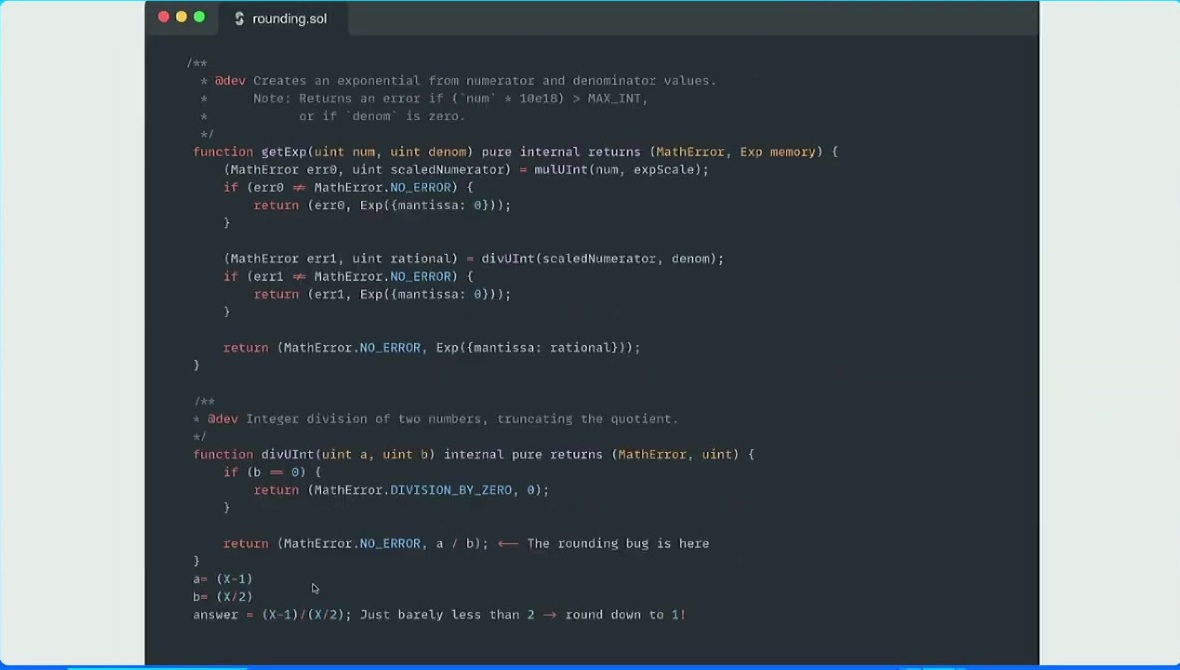 rounding.sol
/**
* @dev Creates an exponential from numerator and denominator values.
* Note: Returns an error if (`num` * 10e18) > MAX_INT,
* or if `denom` is zero.
*/
function getExp(uint num, uint denom) pure internal returns (MathError, Exp memory) {
(MathError err0, uint scaledNumerator) = mulUInt(num, expScale);
if (err0 ≠ MathError.NO_ERROR) {
return (err0, Exp({mantissa: 0}));
}
(MathError err1, uint rational) = divUInt(scaledNumerator, denom);
if (err1 ≠ MathError.NO_ERROR) {
return (err1, Exp({mantissa: 0}));
}
return (MathError.NO_ERROR, Exp({mantissa: rational}));
}
/**
* @dev Integer division of two numbers, truncating the quotient.
*/
function divUInt(uint a, uint b) internal pure returns (MathError, uint) {
if (b == 0) {
return (MathError.DIVISION_BY_ZERO, 0);
}
return (MathError.NO_ERROR, a / b); ⟵ The rounding bug is here
}
a= (X-1)
b= (X/2)
answer = (X-1)/(X/2); Just barely less than 2 → round down to 1!